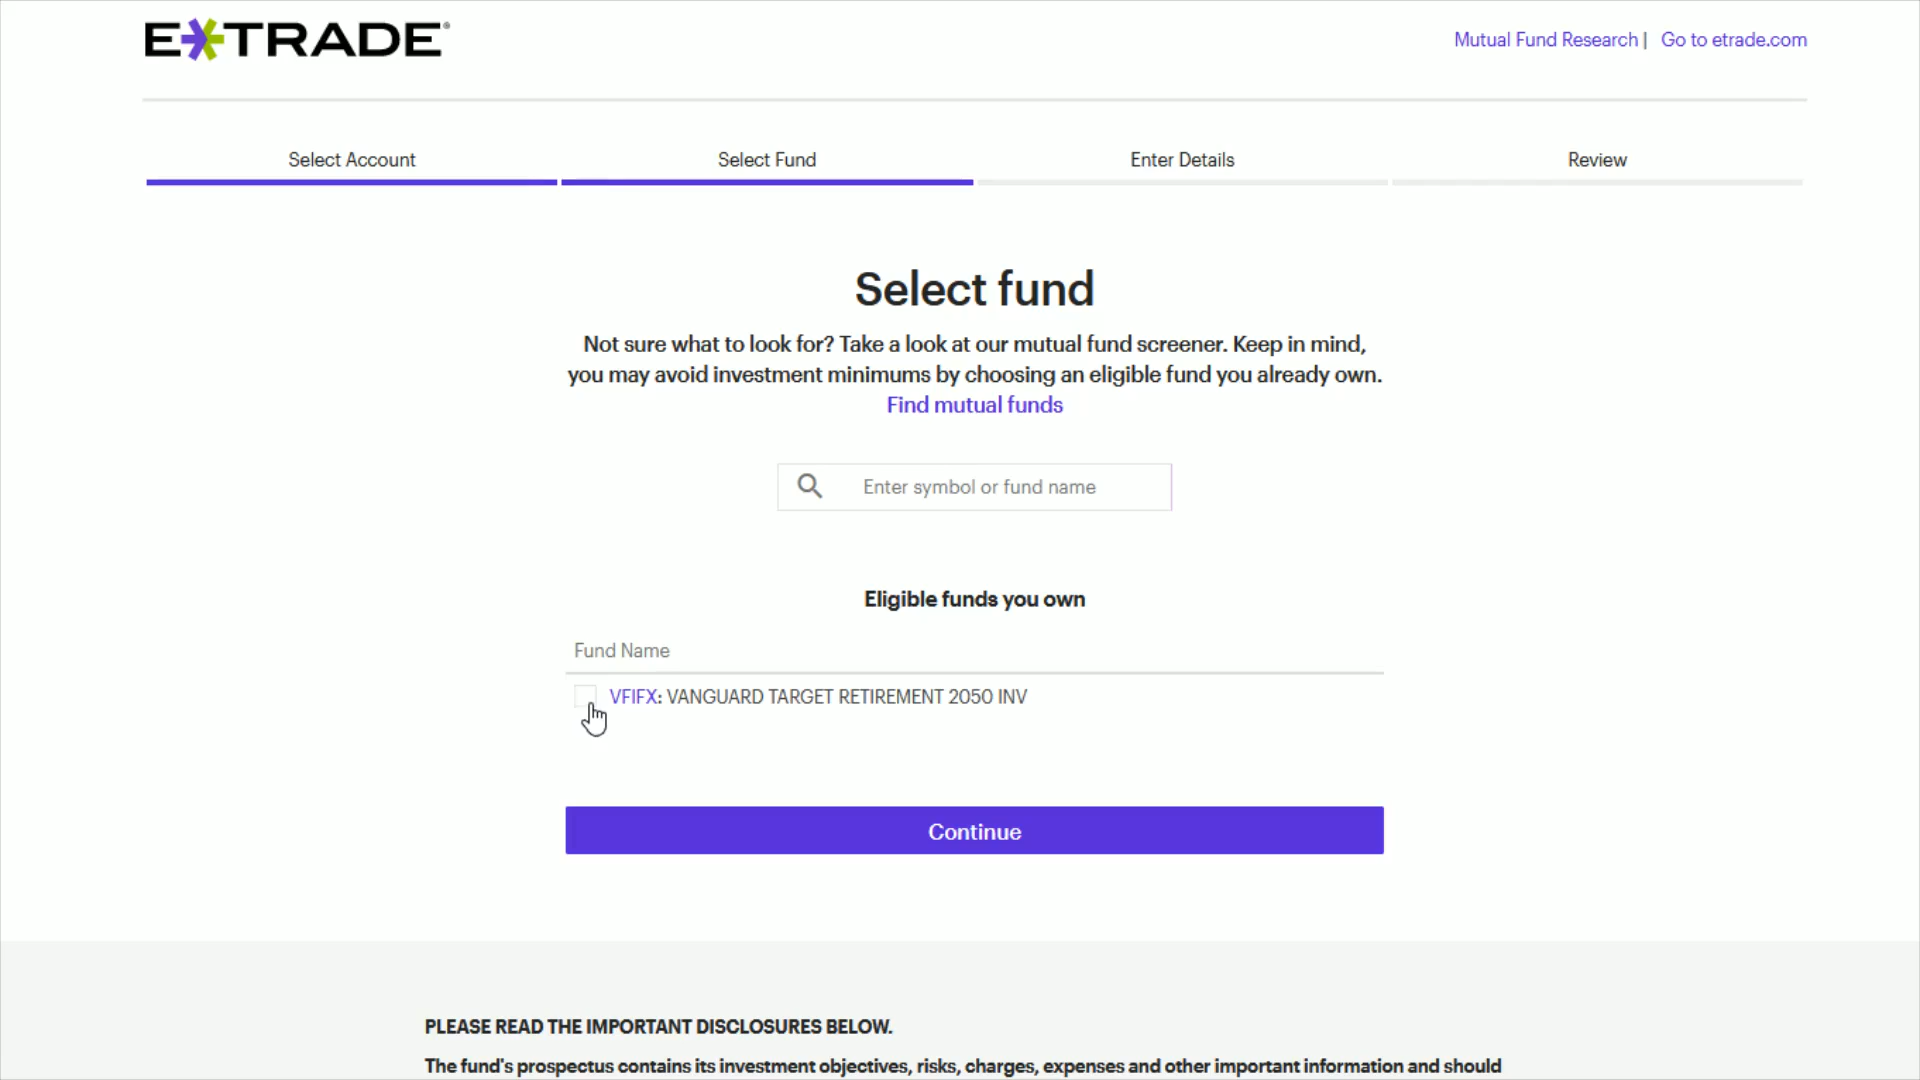 E*TRADE®
Mutual Fund Research | Go to etrade.com
Select Account
Select Fund
Enter Details
Review
Select fund
Not sure what to look for? Take a look at our mutual fund screener. Keep in mind,
you may avoid investment minimums by choosing an eligible fund you already own.
Find mutual funds
Enter symbol or fund name
Eligible funds you own
Fund Name
VFIFX: VANGUARD TARGET RETIREMENT 2050 INV
Continue
PLEASE READ THE IMPORTANT DISCLOSURES BELOW.
The fund's prospectus contains its investment objectives, risks, charges, expenses and other important information and should